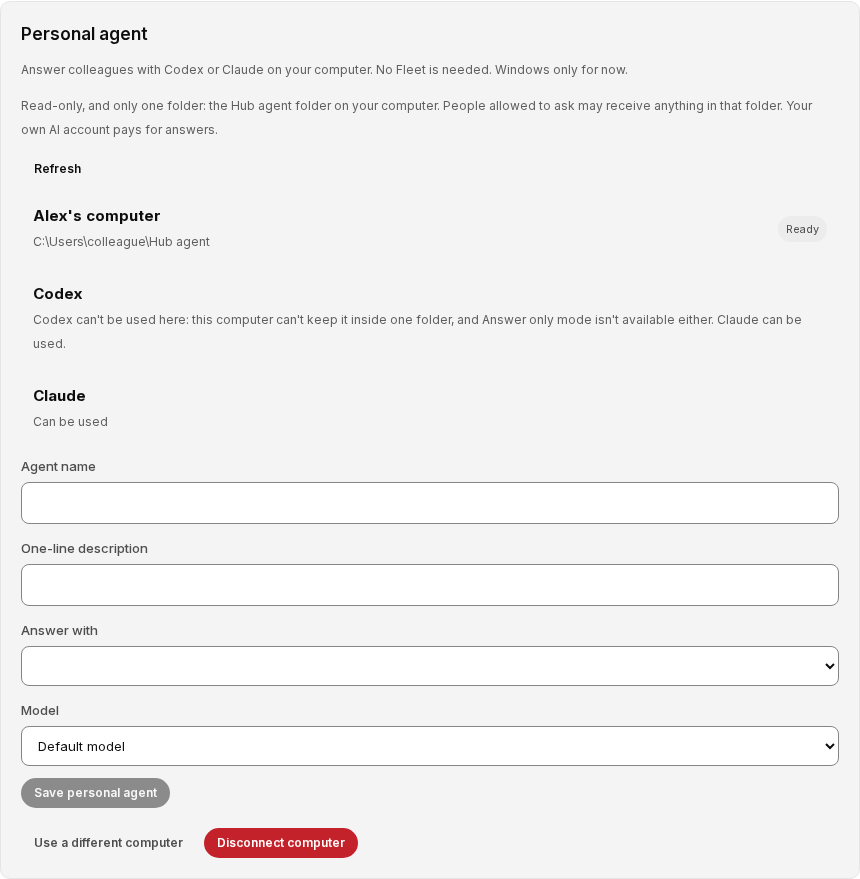 Personal agent
Answer colleagues with Codex or Claude on your computer. No Fleet is needed. Windows only for now.
Read-only, and only one folder: the Hub agent folder on your computer. People allowed to ask may receive anything in that folder. Your
own AI account pays for answers.
Refresh
Alex's computer
C:\Users\colleague\Hub agent
Ready
Codex
Codex can't be used here: this computer can't keep it inside one folder, and Answer only mode isn't available either. Claude can be
used.
Claude
Can be used
Agent name
One-line description
Answer with
Model
Default model
Save personal agent
Use a different computer
Disconnect computer